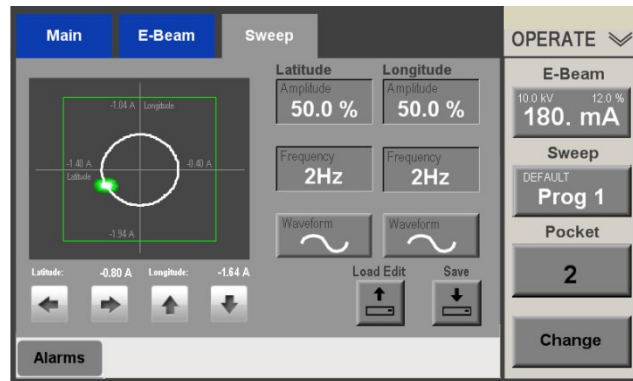 Main
E-Beam
Sweep
OPERATE
-1.04 A Longitude
-1.40 A
-0.40 A
Latitude
-1.94 A
Latitude: -0.80 A Longitude: -1.64 A
Latitude Longitude
Amplitude Amplitude
50.0 % 50.0 %
Frequency Frequency
2Hz 2Hz
Waveform Waveform
Load Edit Save
Alarms
E-Beam
10.0 kV 12.0 %
180. mA
Sweep
DEFAULT
Prog 1
Pocket
2
Change